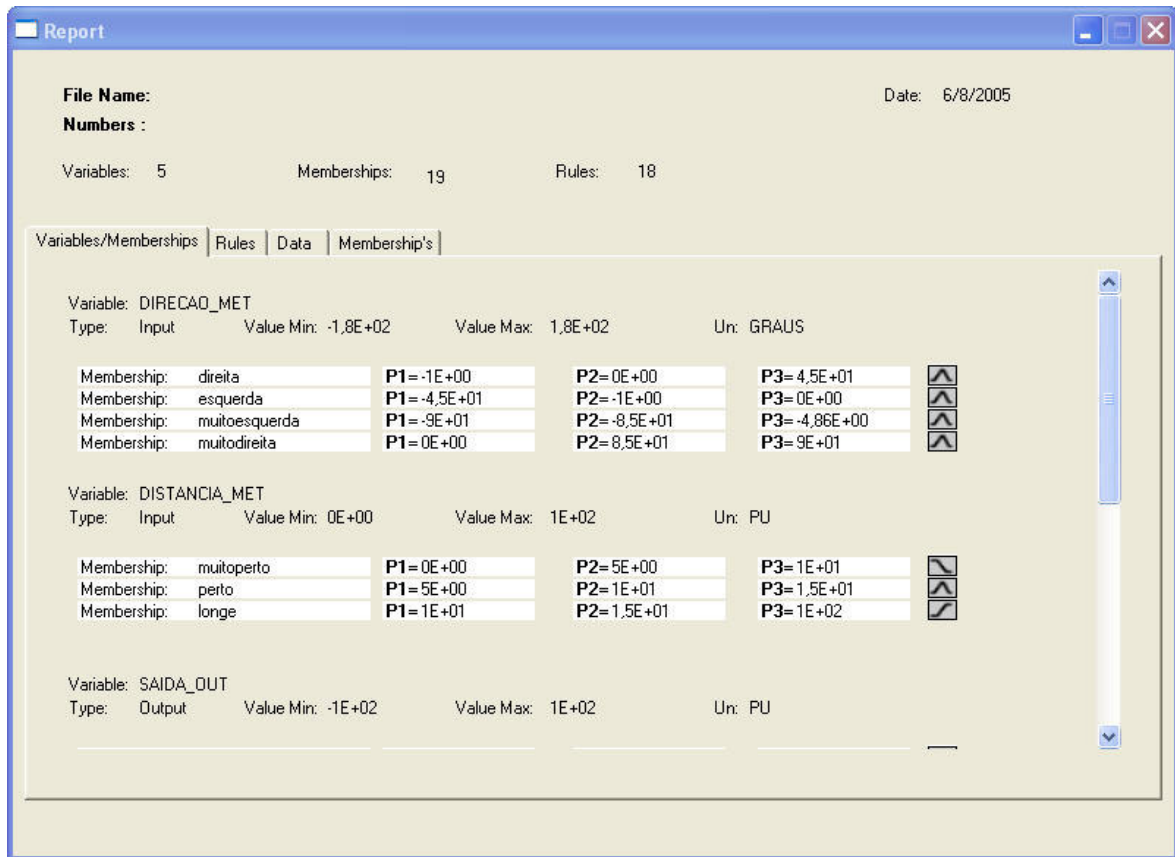 Report
File Name: Date: 6/8/2005
Numbers :
Variables: 5 Memberships: 19 Rules: 18
Variables/Memberships Rules Data Membership's
Variable: DIRECAO_MET
Type: Input Value Min: -1,8E+02 Value Max: 1,8E+02 Un: GRAUS
Membership: direita P1= -1E+00 P2= 0E+00 P3= 4,5E+01
Membership: esquerda P1= -4,5E+01 P2= -1E+00 P3= 0E+00
Membership: muitoesquerda P1= -9E+01 P2= -8,5E+01 P3= -4,86E+00
Membership: muitodireita P1= 0E+00 P2= 8,5E+01 P3= 9E+01
Variable: DISTANCIA_MET
Type: Input Value Min: 0E+00 Value Max: 1E+02 Un: PU
Membership: muitoperto P1= 0E+00 P2= 5E+00 P3= 1E+01
Membership: perto P1= 5E+00 P2= 1E+01 P3= 1,5E+01
Membership: longe P1= 1E+01 P2= 1,5E+01 P3= 1E+02
Variable: SAIDA_OUT
Type: Output Value Min: -1E+02 Value Max: 1E+02 Un: PU